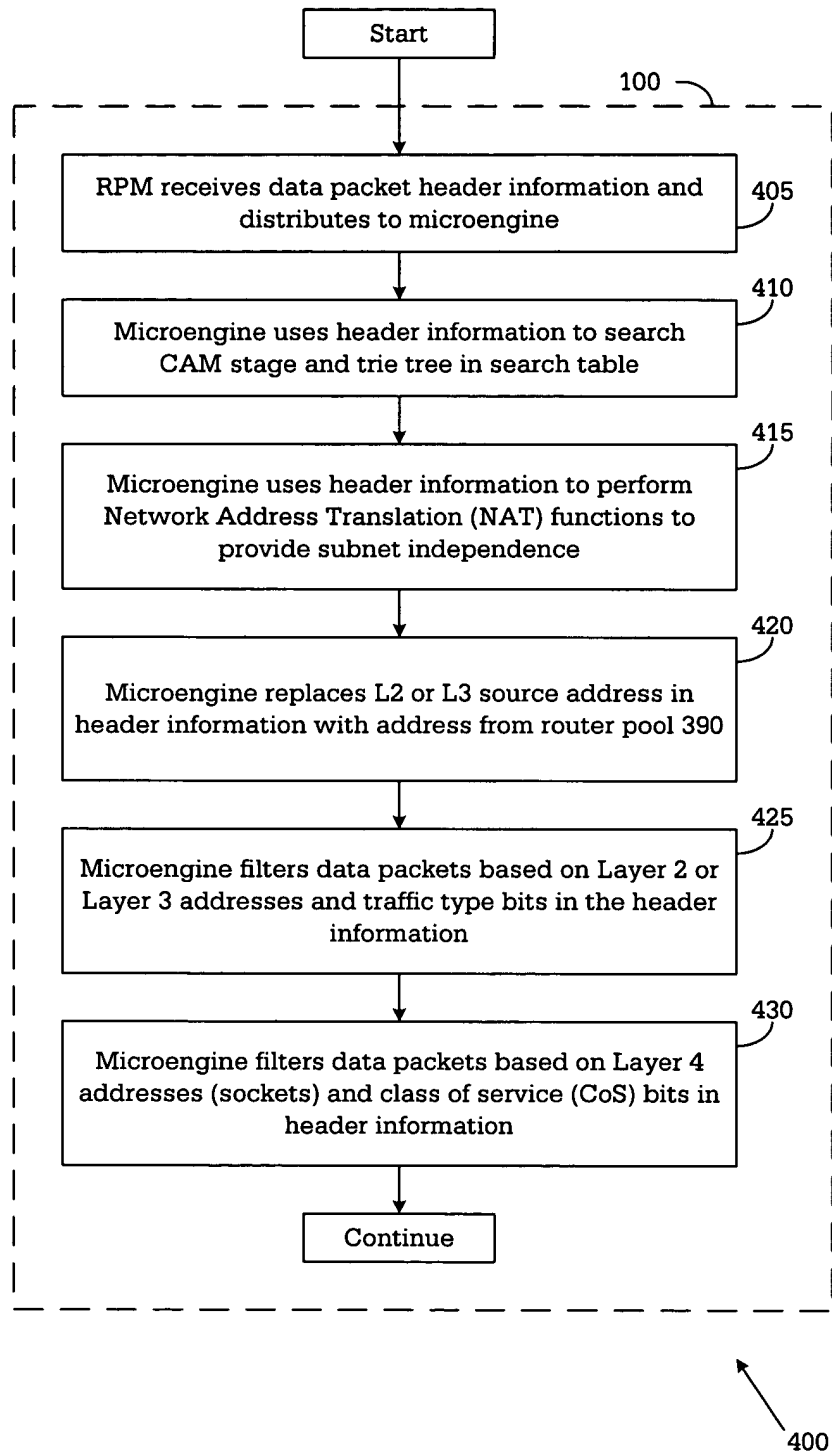 Start
100
RPM receives data packet header information and
distributes to microengine
405
410
Microengine uses header information to search
CAM stage and trie tree in search table
415
Microengine uses header information to perform
Network Address Translation (NAT) functions to
provide subnet independence
420
Microengine replaces L2 or L3 source address in
header information with address from router pool 390
425
Microengine filters data packets based on Layer 2 or
Layer 3 addresses and traffic type bits in the header
information
430
Microengine filters data packets based on Layer 4
addresses (sockets) and class of service (CoS) bits in
header information
Continue
400